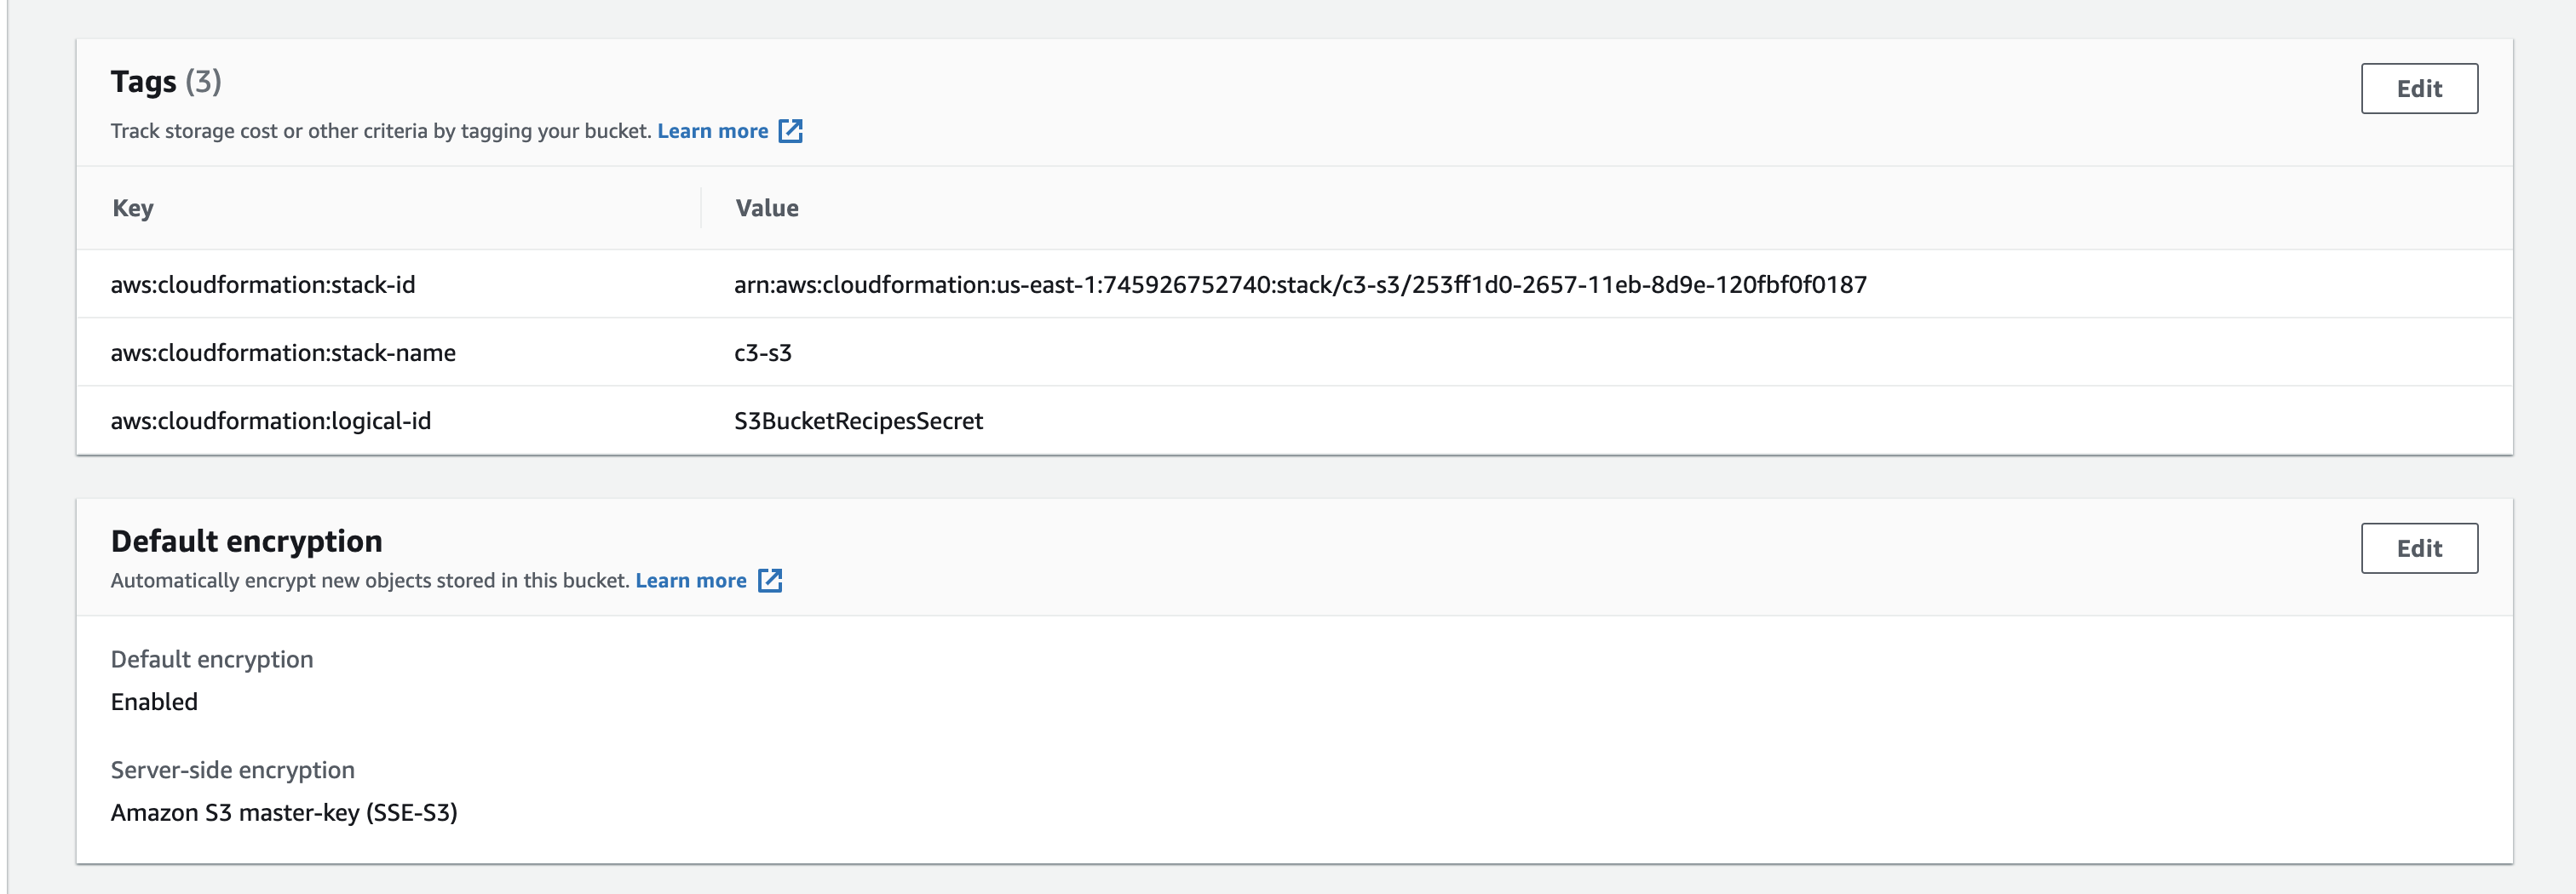 Tags (3)
Edit
Track storage cost or other criteria by tagging your bucket. Learn more
Key Value
aws:cloudformation:stack-id arn:aws:cloudformation:us-east-1:745926752740:stack/c3-s3/253ff1d0-2657-11eb-8d9e-120fbf0f0187
aws:cloudformation:stack-name c3-s3
aws:cloudformation:logical-id S3BucketRecipesSecret
Default encryption
Edit
Automatically encrypt new objects stored in this bucket. Learn more
Default encryption
Enabled
Server-side encryption
Amazon S3 master-key (SSE-S3)